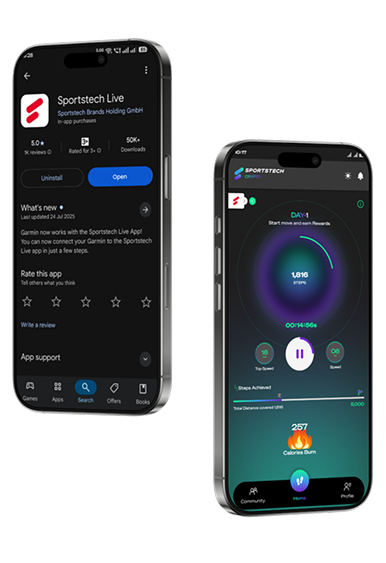 Sportstech Live
Sportstech Brands Holding GmbH
In-app purchases
5.0★
1K reviews
3+
Rated for 3+
50K+
Downloads
Uninstall
Open
What's new
Last updated 24 Jul 2025
Garmin now works with the Sportstech Live App!
You can now connect your Garmin to the Sportstech
Live app in just a few steps.
Rate this app
Tell others what you think
Write a review
App support
Games
Apps
Search
Offers
Books
SPORTSTECH
DAY-1
Start move and earn Rewards
1,816
STEPS
00:14:56s
18
Top Speed
08
Speed
Steps Achieved
Total Distance covered 1,816
5,000
257
Calories Burn
Community
Home
Profile